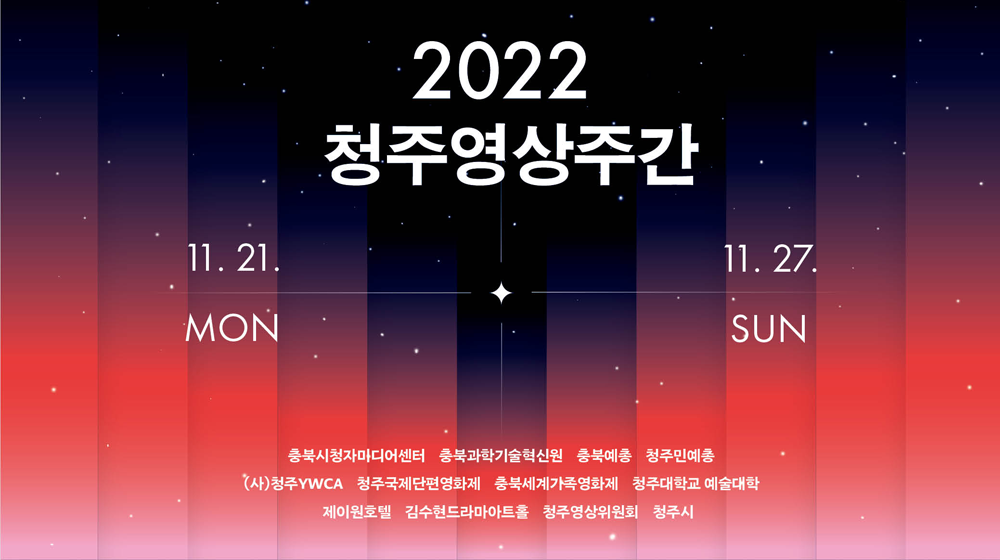 2022
청주영상주간
11. 21. 11. 27.
MON SUN
충북시청자마디어센터 충북과학기술혁신원 충북예총 청주민예총
(사)청주YWCA 청주국제단편영화제 충북세계가족영화제 청주대학교 예술대학
제이원호텔 김수현드라마아트홀 청주영상위원회 청주시